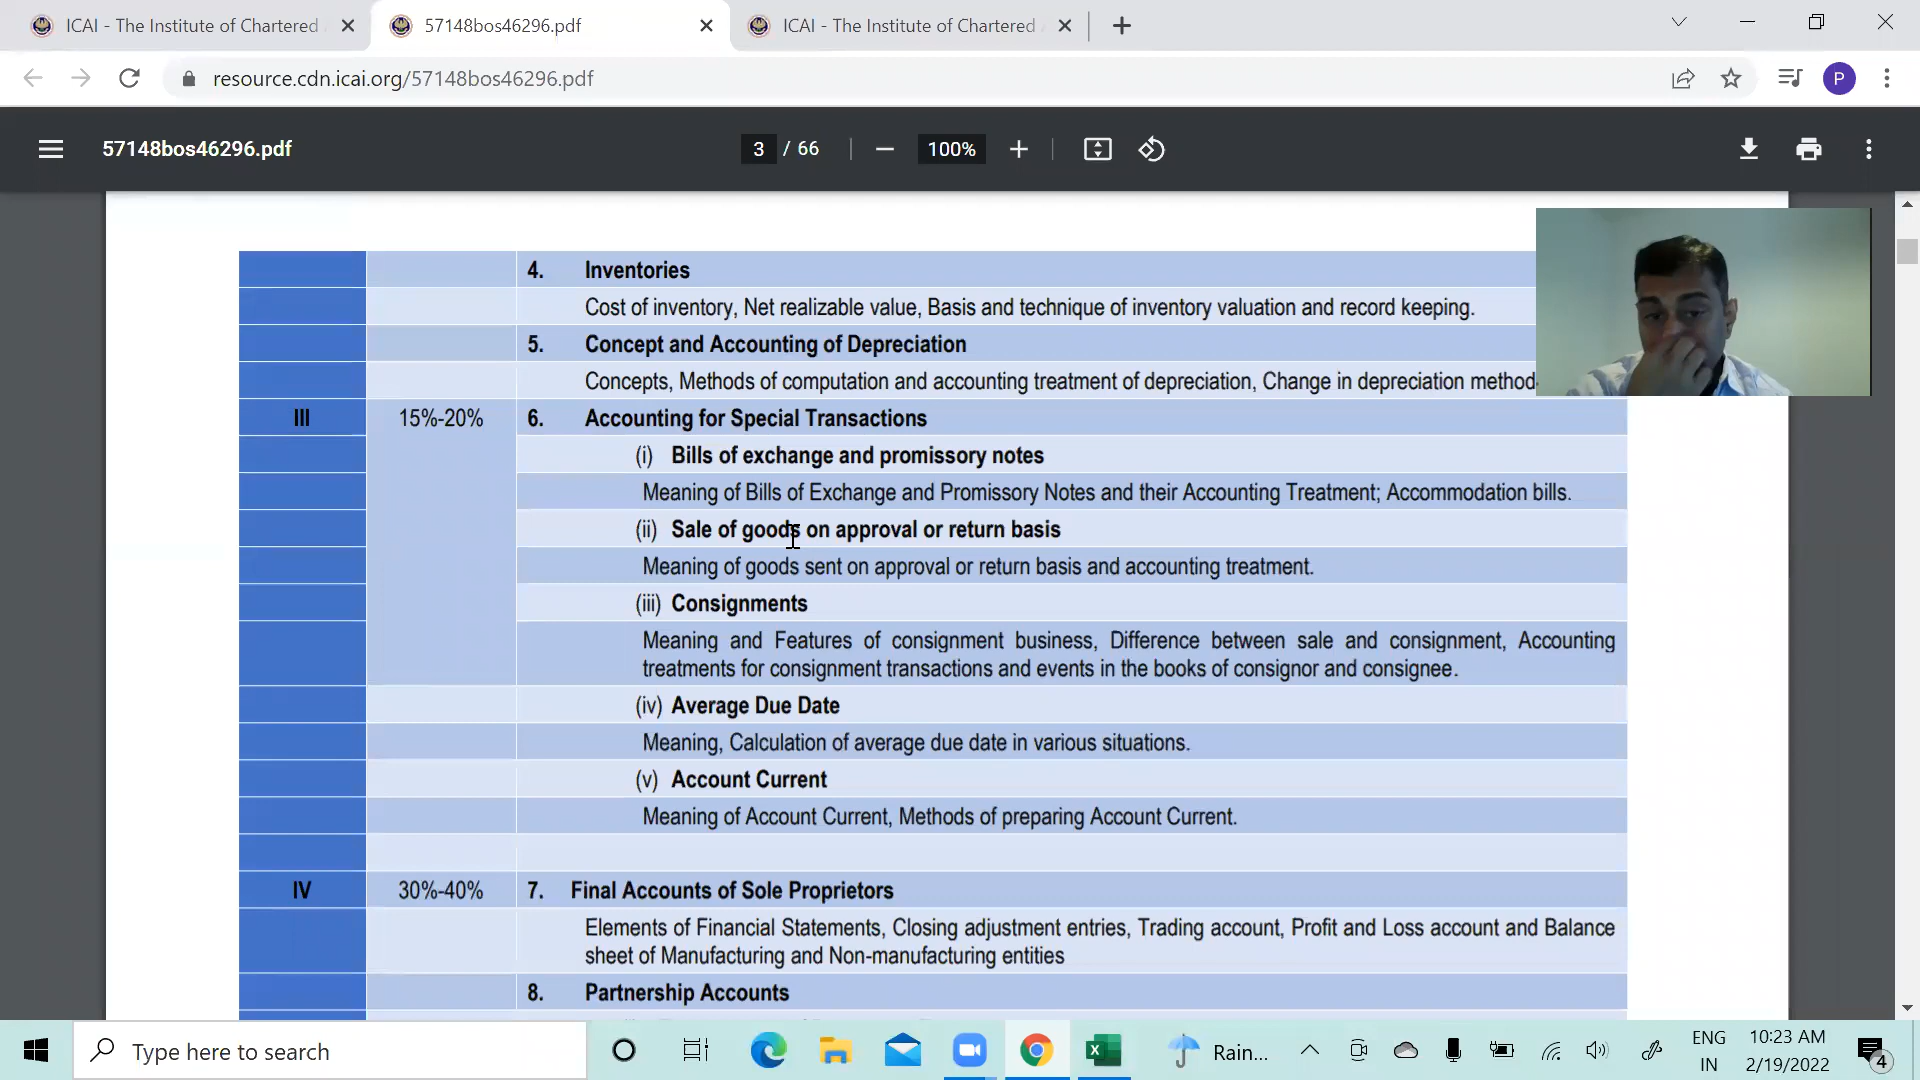 ICAI - The Institute of Chartered
57148bos46296.pdf
ICAI - The Institute of Chartered
resource.cdn.icai.org/57148bos46296.pdf
P
57148bos46296.pdf
3 / 66
100%
4. Inventories
Cost of inventory, Net realizable value, Basis and technique of inventory valuation and record keeping.
5. Concept and Accounting of Depreciation
Concepts, Methods of computation and accounting treatment of depreciation, Change in depreciation method
III 15%-20% 6. Accounting for Special Transactions
(i) Bills of exchange and promissory notes
Meaning of Bills of Exchange and Promissory Notes and their Accounting Treatment; Accommodation bills.
(ii) Sale of goods on approval or return basis
Meaning of goods sent on approval or return basis and accounting treatment.
(iii) Consignments
Meaning and Features of consignment business, Difference between sale and consignment, Accounting
treatments for consignment transactions and events in the books of consignor and consignee.
(iv) Average Due Date
Meaning, Calculation of average due date in various situations.
(v) Account Current
Meaning of Account Current, Methods of preparing Account Current.
IV 30%-40% 7. Final Accounts of Sole Proprietors
Elements of Financial Statements, Closing adjustment entries, Trading account, Profit and Loss account and Balance
sheet of Manufacturing and Non-manufacturing entities
8. Partnership Accounts
Type here to search
Rain...
ENG
IN
10:23 AM
2/19/2022
4